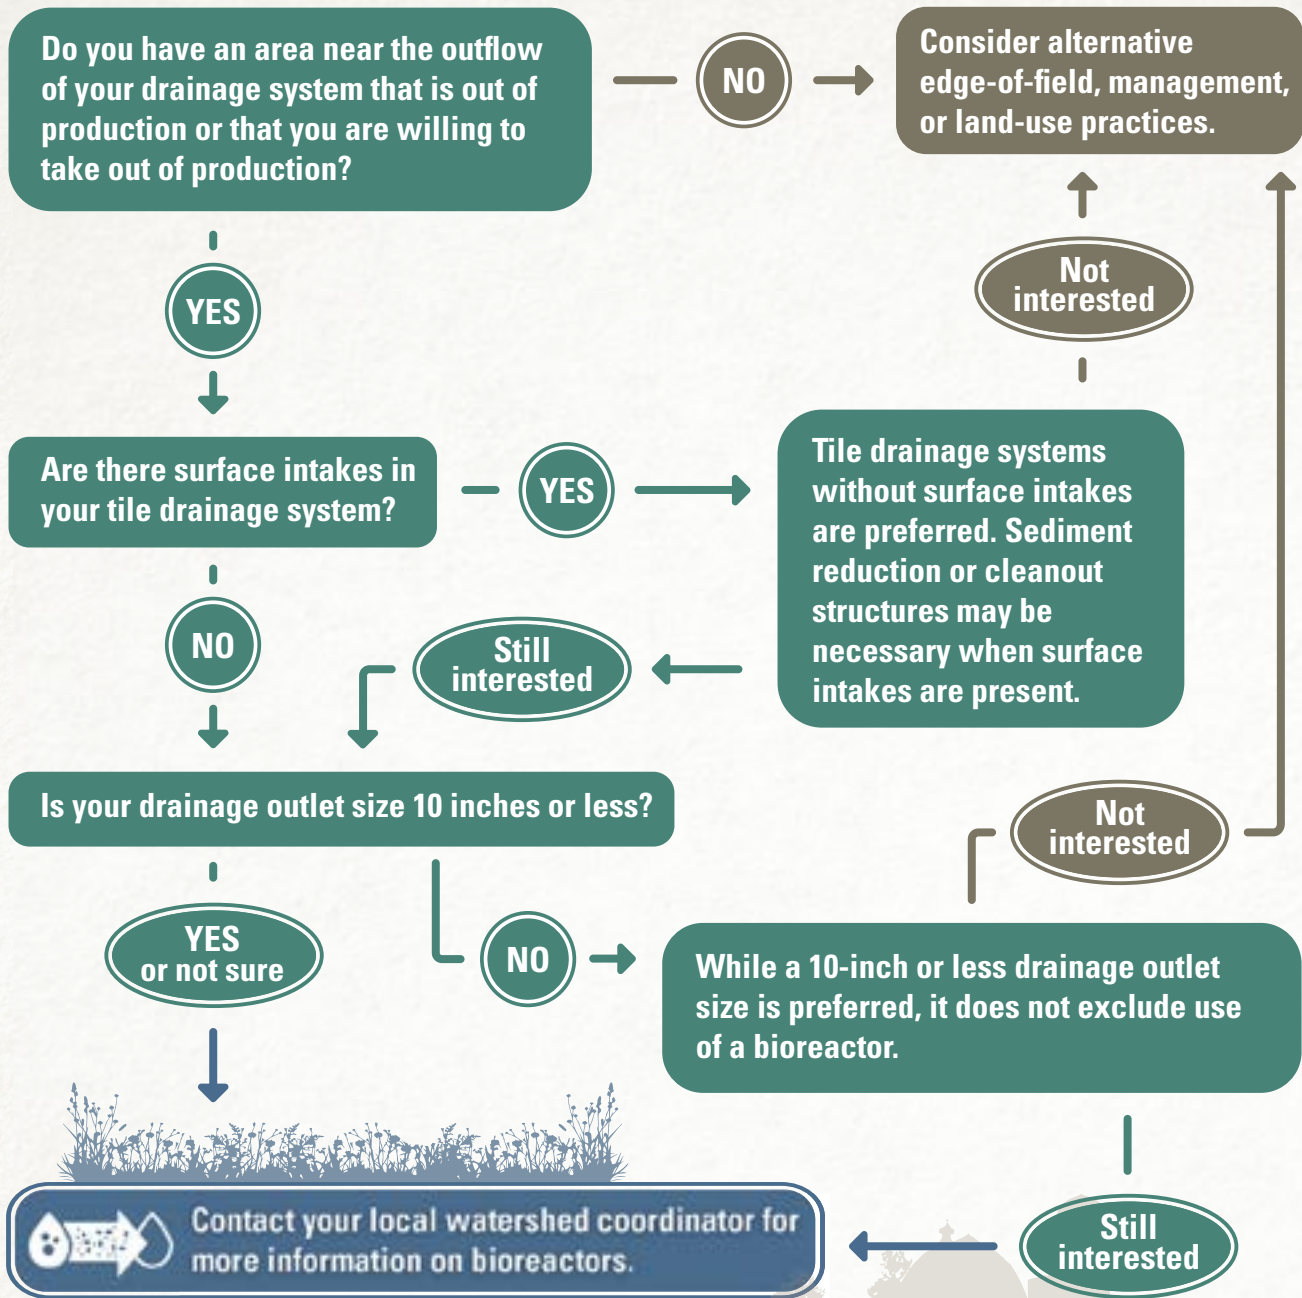 Do you have an area near the outflow
of your drainage system that is out of
production or that you are willing to
take out of production?
NO
Consider alternative
edge-of-field, management,
or land-use practices.
YES
Not
interested
Are there surface intakes in
your tile drainage system?
YES
Tile drainage systems
without surface intakes
are preferred. Sediment
reduction or cleanout
structures may be
necessary when surface
intakes are present.
NO
Still
interested
Is your drainage outlet size 10 inches or less?
Not
interested
YES
or not sure
NO
While a 10-inch or less drainage outlet
size is preferred, it does not exclude use
of a bioreactor.
Contact your local watershed coordinator for
more information on bioreactors.
Still
interested